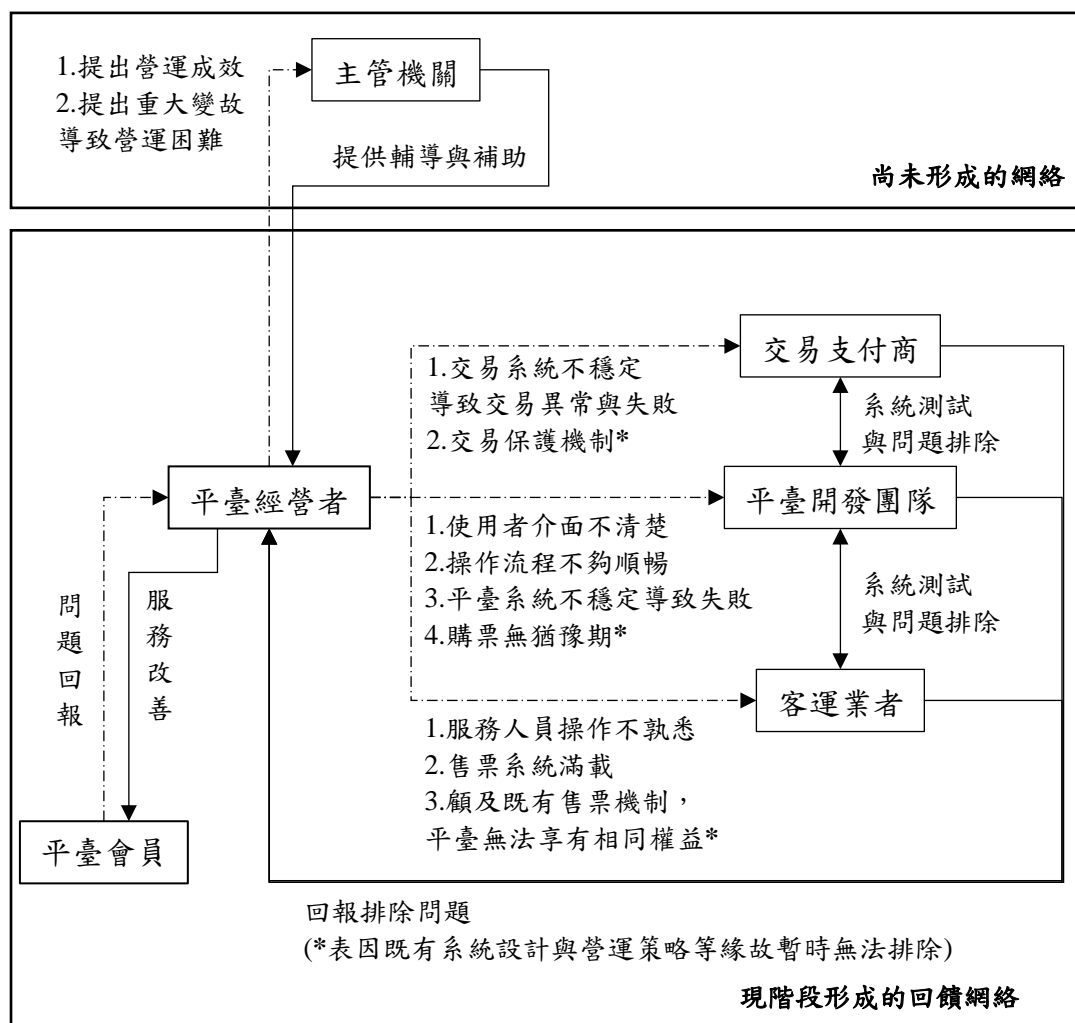 1.提出營運成效
2.提出重大變故
導致營運困難
主管機關
提供輔導與補助
尚未形成的網絡
交易支付商
1.交易系統不穩定
導致交易異常與失敗
2.交易保護機制*
系統測試
與問題排除
平臺經營者
平臺開發團隊
1.使用者介面不清楚
2.操作流程不夠順暢
3.平臺系統不穩定導致失敗
4.購票無猶豫期*
系統測試
與問題排除
問題回報
服務改善
客運業者
1.服務人員操作不孰悉
2.售票系統滿載
3.顧及既有售票機制，
平臺無法享有相同權益*
平臺會員
回報排除問題
(*表因既有系統設計與營運策略等緣故暫時無法排除)
現階段形成的回饋網絡